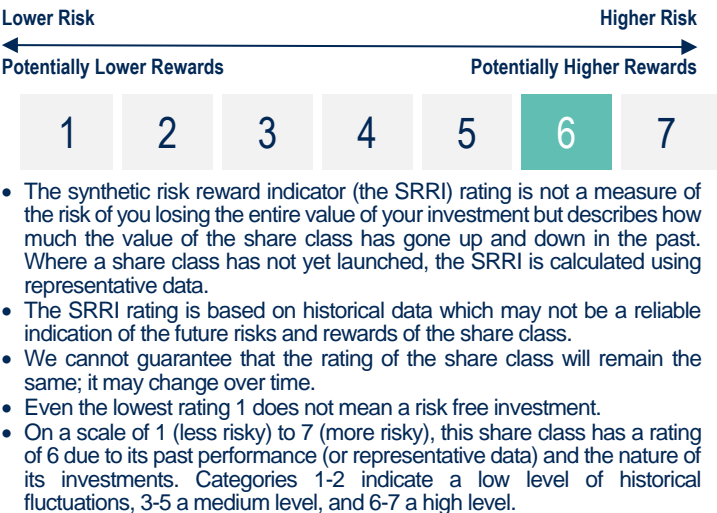 Lower Risk Higher Risk
Potentially Lower Rewards Potentially Higher Rewards
1 2 3 4 5 6 7
• The synthetic risk reward indicator (the SRRI) rating is not a measure of
the risk of you losing the entire value of your investment but describes how
much the value of the share class has gone up and down in the past.
Where a share class has not yet launched, the SRRI is calculated using
representative data.
• The SRRI rating is based on historical data which may not be a reliable
indication of the future risks and rewards of the share class.
• We cannot guarantee that the rating of the share class will remain the
same; it may change over time.
• Even the lowest rating 1 does not mean a risk free investment.
• On a scale of 1 (less risky) to 7 (more risky), this share class has a rating
of 6 due to its past performance (or representative data) and the nature of
its investments. Categories 1-2 indicate a low level of historical
fluctuations, 3-5 a medium level, and 6-7 a high level.